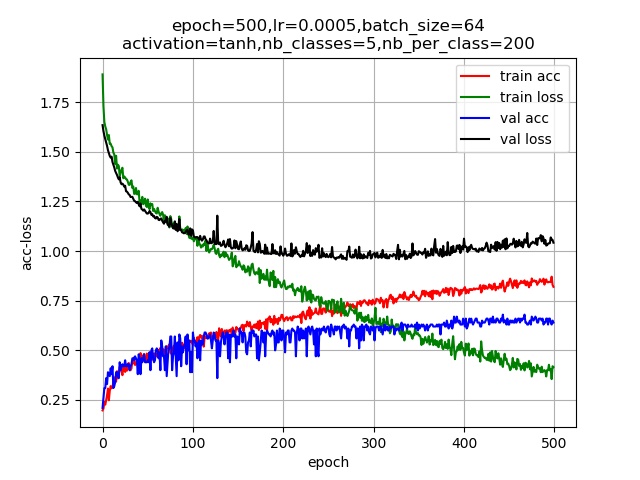 epoch=500,lr=0.0005,batch_size=64
activation=tanh,nb_classes=5,nb_per_class=200
train acc
train loss
val acc
val loss
1.75
1.50
1.25
1.00
0.75
0.50
0.25
acc-loss
0 100 200 300 400 500
epoch